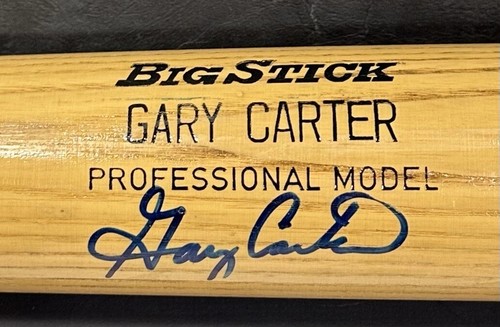 BIG STICK
GARY CARTER
PROFESSIONAL MODEL
Gary Carter